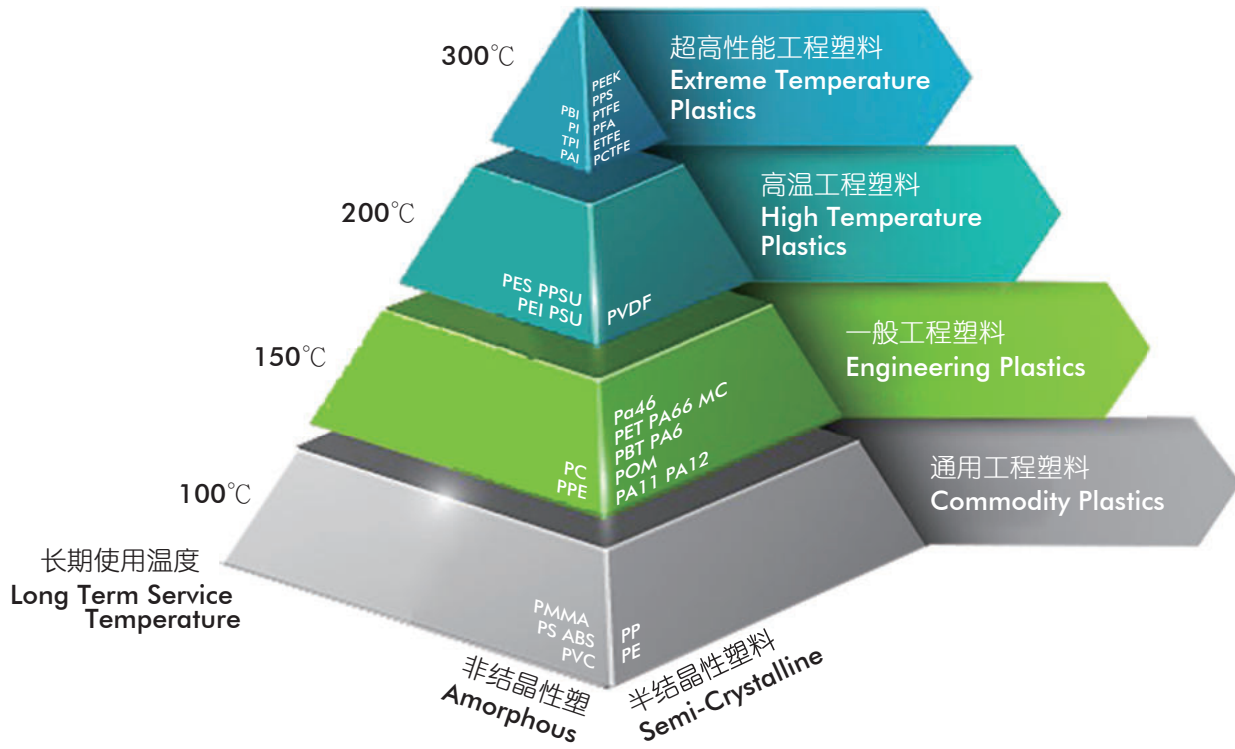 300℃
PBI
PI
TPI
PAI
PEEK
PPS
PTFE
PFA
ETFE
PCTFE
超高性能工程塑料
Extreme Temperature
Plastics
200℃
PES PPSU
PEI PSU
PVDF
高温工程塑料
High Temperature
Plastics
150℃
PC
PPE
Pa46
PET PA66 MC
PBT PA6
POM
PA11 PA12
一般工程塑料
Engineering Plastics
100℃
PMMA
PS ABS
PVC
PP
PE
通用工程塑料
Commodity Plastics
长期使用温度
Long Term Service
Temperature
非结晶性塑
Amorphous
半结晶性塑料
Semi-Crystalline